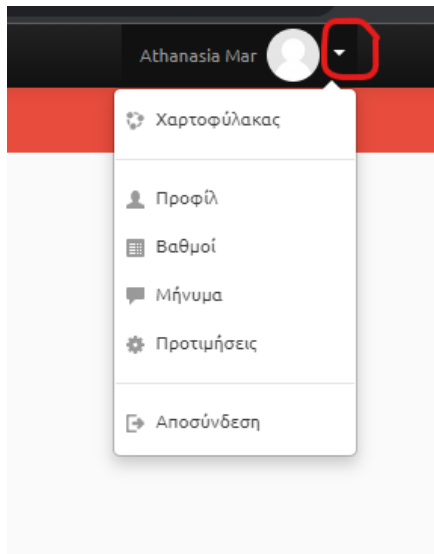 Athanasia Mar
Χαρτοφύλακας
Προφίλ
Βαθμοί
Μήνυμα
Προτιμήσεις
Αποσύνδεση